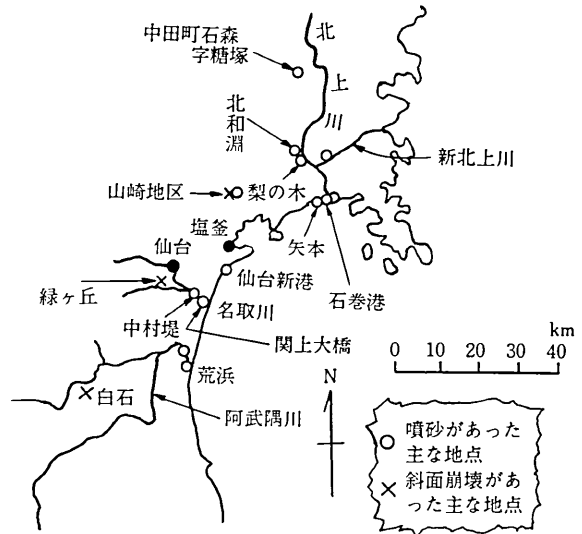 中田町石森
字糖塚
北上川
北和淵
新北上川
山崎地区
梨の木
塩釜
矢本
仙台
仙台新港
石巻港
緑ヶ丘
名取川
中村堤
関上大橋
km
0 10 20 30 40
荒浜
N
白石
阿武隅川
噴砂があった
主な地点
斜面崩壊があ
った主な地点